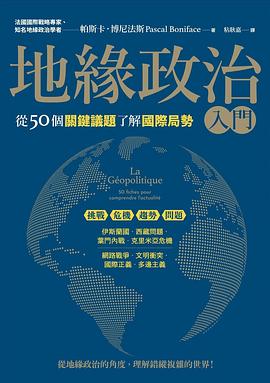 法國國際戰略專家、
知名地緣政治學者
帕斯卡·博尼法斯 Pascal Boniface 著 粘耿嘉 譯
地緣政治
入門
從50個關鍵議題了解國際局勢
La
Géopolitique
50 fiches pour
comprendre l'actualité
挑戰 危機 趨勢 問題
伊斯蘭國·西藏問題·
葉門內戰·克里米亞危機
網路戰爭·文明衝突·
國際正義·多邊主義
從地緣政治的角度,理解錯綜複雜的世界!